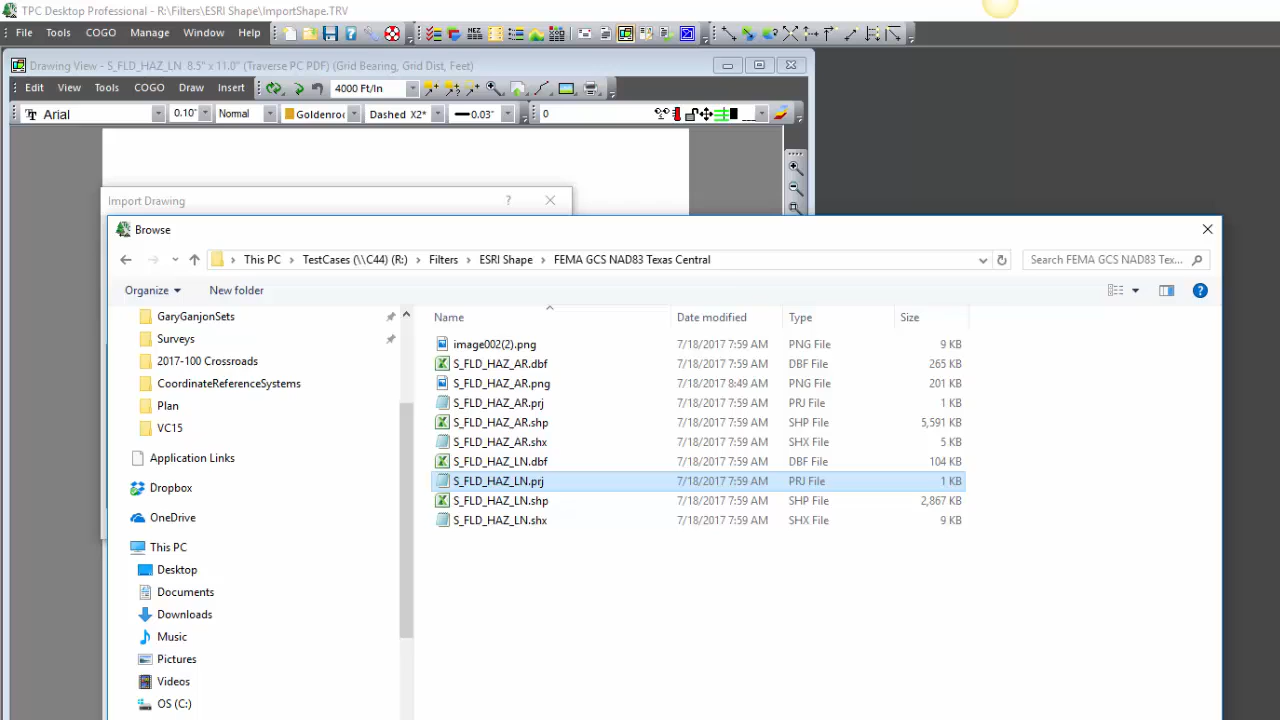 TPC Desktop Professional - R:\Filters\ESRI Shape\ImportShape.TRV
File Tools COGO Manage Window Help
Drawing View - S_FLD_HAZ_LN 8.5" x 11.0" (Traverse PC PDF) (Grid Bearing, Grid Dist, Feet)
Edit View Tools COGO Draw Insert 4000 Ft/In
Arial 0.10" Normal Goldenroc Dashed X2* 0.03" 0
Import Drawing ?
Browse
This PC TestCases (\\C44) (R:) Filters ESRI Shape FEMA GCS NAD83 Texas Central Search FEMA GCS NAD83 Tex...
Organize New folder
Name Date modified Type Size
GaryGanjonSets
Surveys
2017-100 Crossroads
CoordinateReferenceSystems
Plan
VC15
Application Links
Dropbox
OneDrive
This PC
Desktop
Documents
Downloads
Music
Pictures
Videos
OS (C:)
image002(2).png 7/18/2017 7:59 AM PNG File 9 KB
S_FLD_HAZ_AR.dbf 7/18/2017 7:59 AM DBF File 265 KB
S_FLD_HAZ_AR.png 7/18/2017 8:49 AM PNG File 201 KB
S_FLD_HAZ_AR.prj 7/18/2017 7:59 AM PRJ File 1 KB
S_FLD_HAZ_AR.shp 7/18/2017 7:59 AM SHP File 5,591 KB
S_FLD_HAZ_AR.shx 7/18/2017 7:59 AM SHX File 5 KB
S_FLD_HAZ_LN.dbf 7/18/2017 7:59 AM DBF File 104 KB
S_FLD_HAZ_LN.prj 7/18/2017 7:59 AM PRJ File 1 KB
S_FLD_HAZ_LN.shp 7/18/2017 7:59 AM SHP File 2,867 KB
S_FLD_HAZ_LN.shx 7/18/2017 7:59 AM SHX File 9 KB